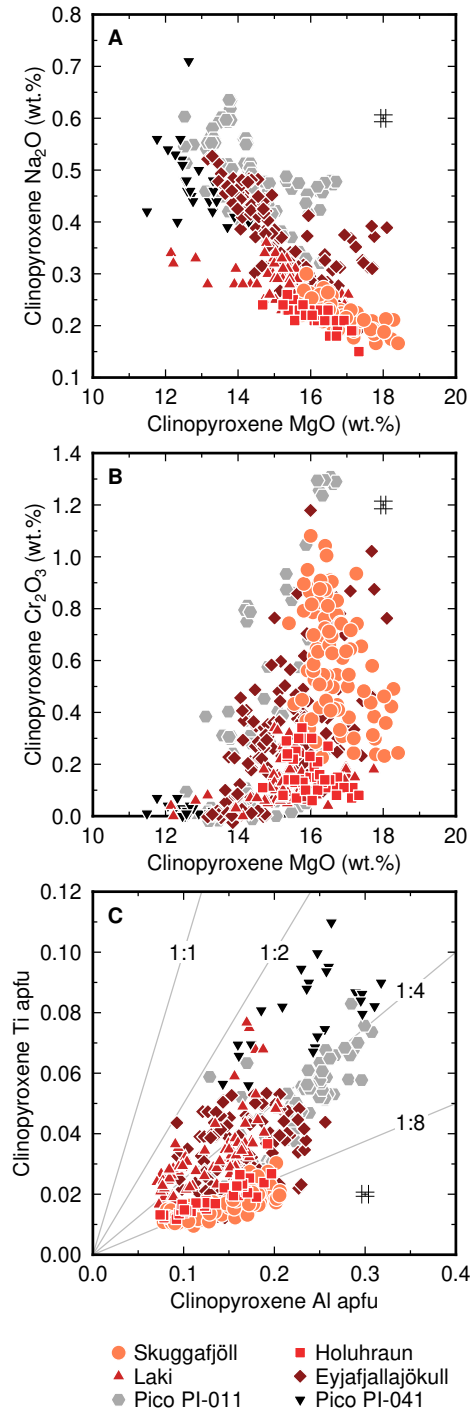 A
0.8
0.7
0.6
0.5
0.4
0.3
0.2
0.1
Clinopyroxene Na₂O (wt.%)
10 12 14 16 18 20
Clinopyroxene MgO (wt.%)
B
1.4
1.2
1.0
0.8
0.6
0.4
0.2
0.0
Clinopyroxene Cr₂O₃ (wt.%)
10 12 14 16 18 20
Clinopyroxene MgO (wt.%)
C
0.12
0.10
0.08
0.06
0.04
0.02
0.00
Clinopyroxene Ti apfu
1:1
1:2
1:4
1:8
0.0 0.1 0.2 0.3 0.4
Clinopyroxene Al apfu
Skuggafjöll Holuhraun
Laki Eyjafjallajökull
Pico PI-011 Pico PI-041